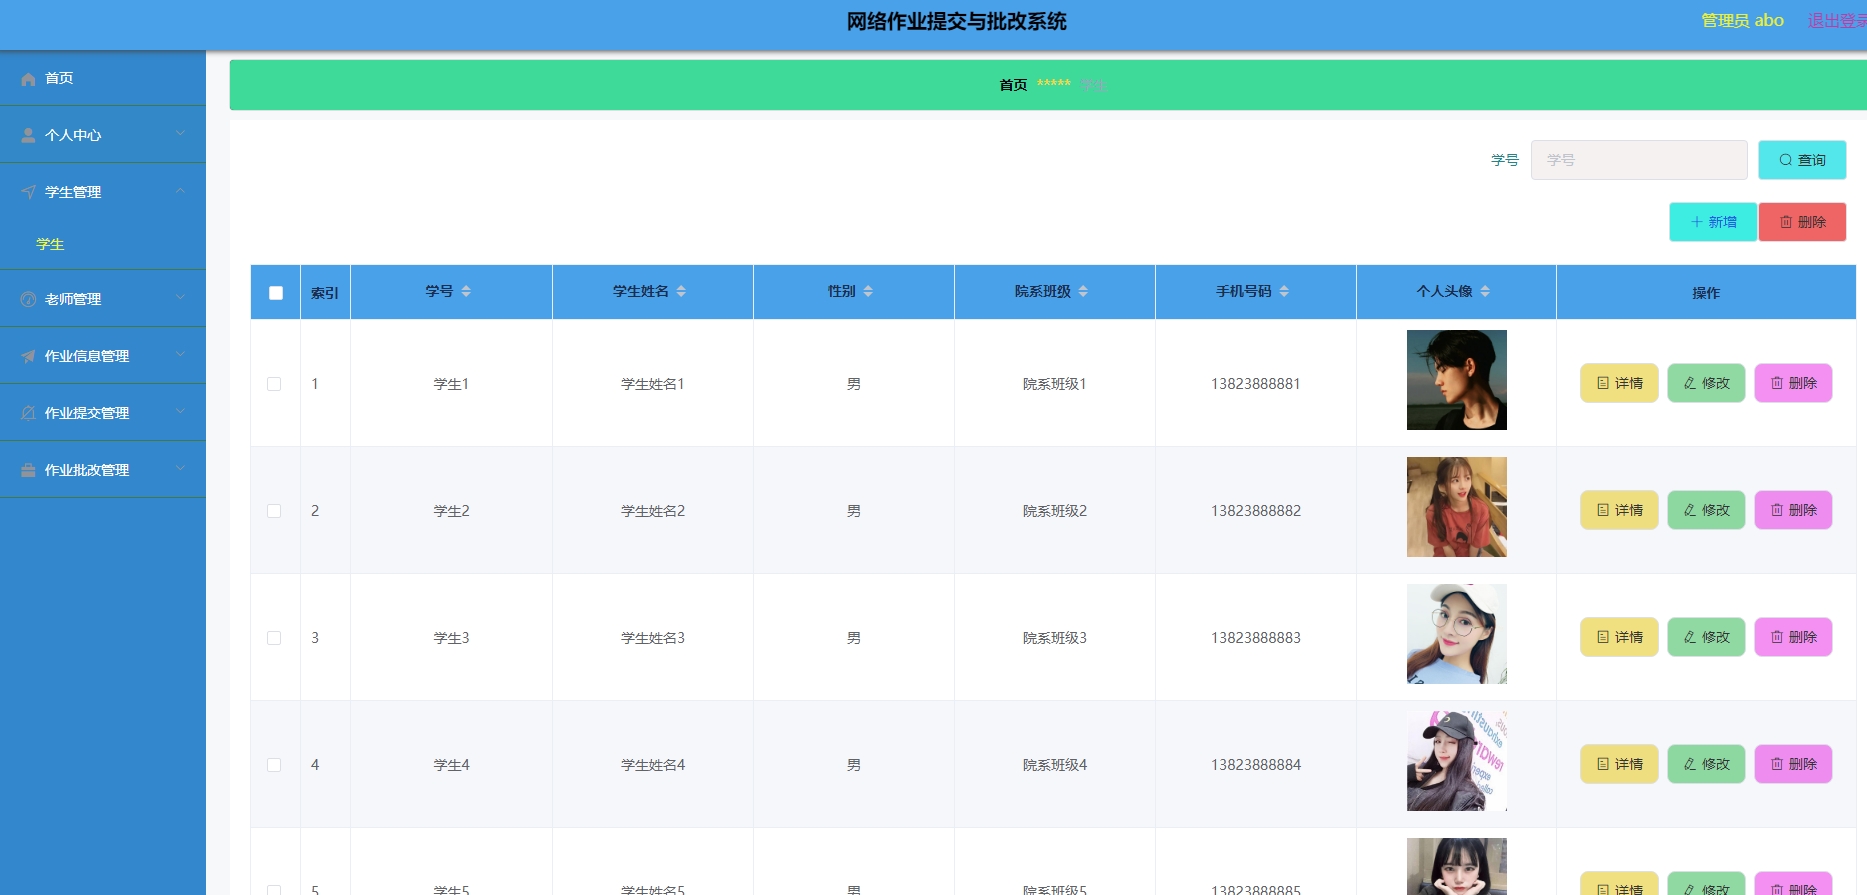 网络作业提交与批改系统
管理员 abo 退出登录
首页
个人中心
学生管理
学生
老师管理
作业信息管理
作业提交管理
作业批改管理
首页 ***** 学生
学号 学号 查询
新增 删除
索引 学号 学生姓名 性别 院系班级 手机号码 个人头像 操作
1 学生1 学生姓名1 男 院系班级1 13823888881 详情 修改 删除
2 学生2 学生姓名2 男 院系班级2 13823888882 详情 修改 删除
3 学生3 学生姓名3 男 院系班级3 13823888883 详情 修改 删除
4 学生4 学生姓名4 男 院系班级4 13823888884 详情 修改 删除
5 学生5 学生姓名5 男 院系班级5 13823888885 详情 修改 删除